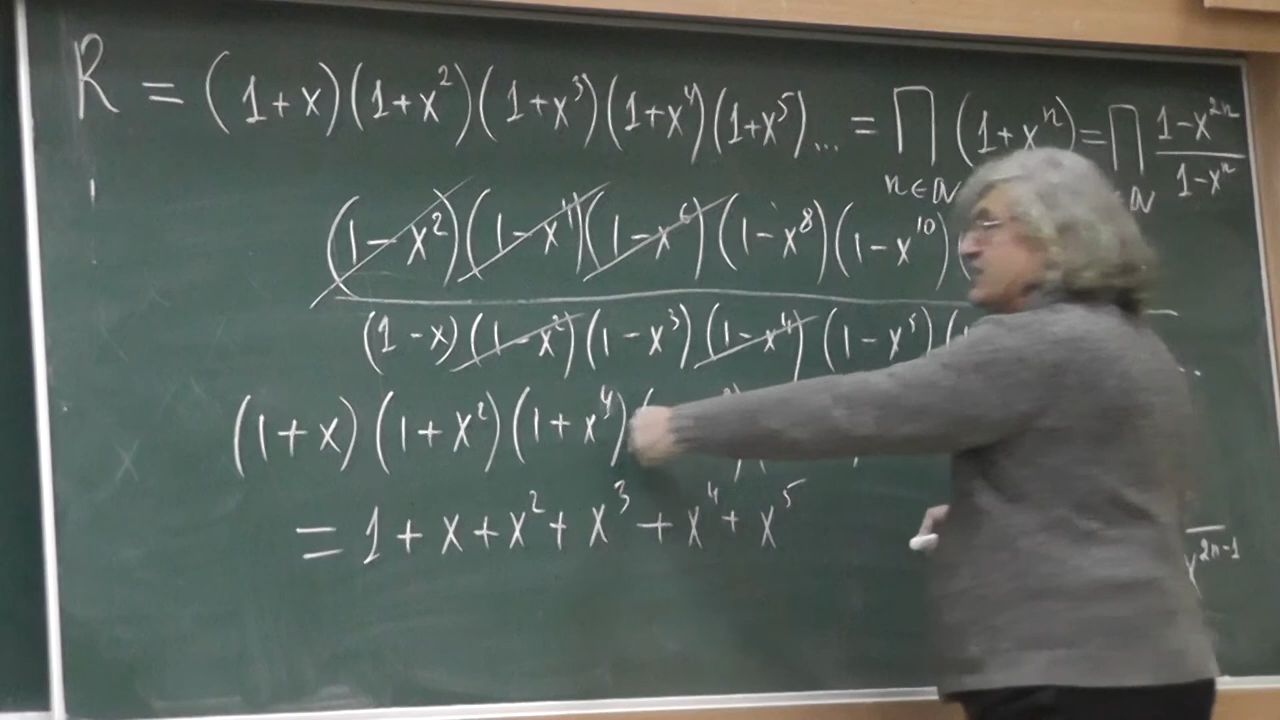 R = (1+x)(1+x²)(1+x³)(1+x⁴)(1+x⁵)... = ∏ (1+xⁿ) = ∏ (1-x²ⁿ)/(1-xⁿ)
n∈ℕ ∈ℕ
(1-x²)(1-x⁴)(1-x⁶)(1-x⁸)(1-x¹⁰)(
(1-x)(1-x²)(1-x³)(1-x⁴)(1-x⁵)(
(1+x)(1+x²)(1+x⁴)(
= 1+x+x²+x³+x⁴+x⁵
x²ⁿ⁻¹